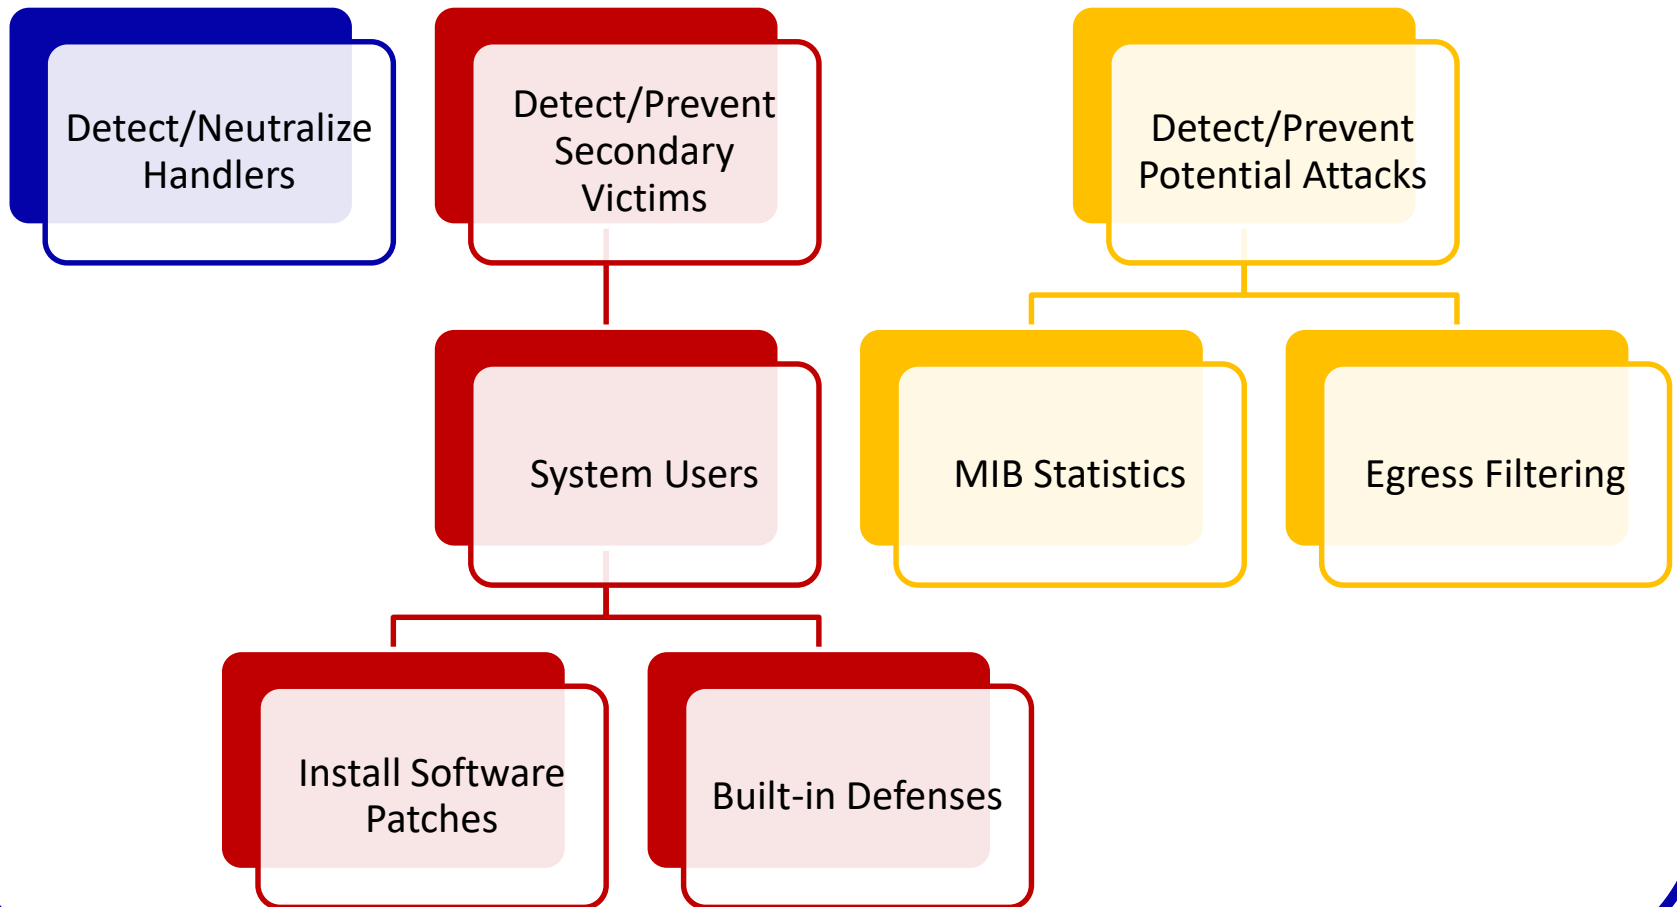 Detect/Neutralize
Handlers
Detect/Prevent
Secondary
Victims
Detect/Prevent
Potential Attacks
System Users
MIB Statistics
Egress Filtering
Install Software
Patches
Built-in Defenses